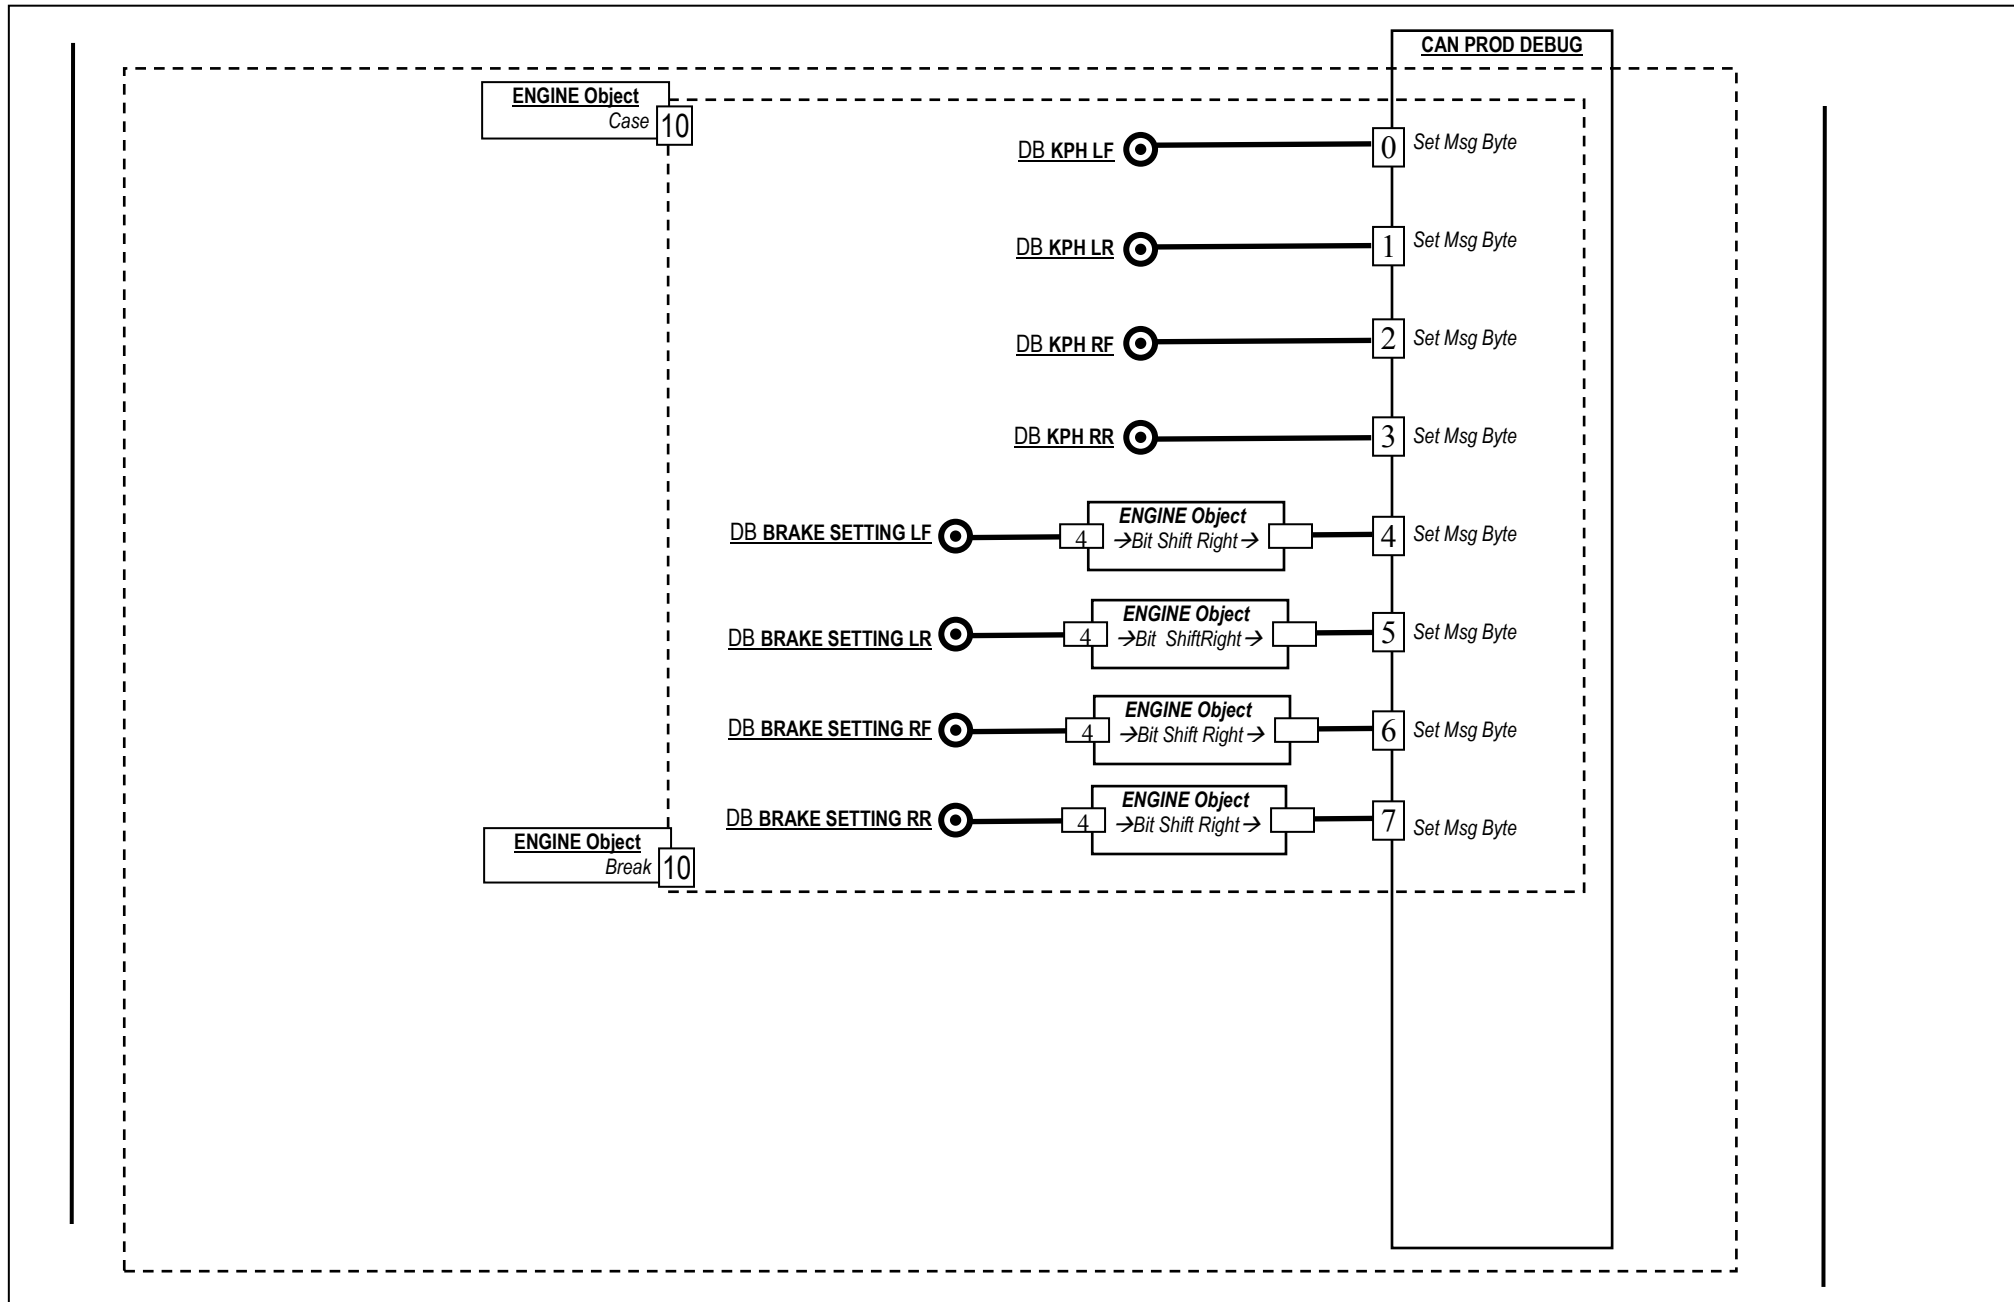 CAN PROD DEBUG
ENGINE Object
Case 10
DB KPH LF 0 Set Msg Byte
DB KPH LR 1 Set Msg Byte
DB KPH RF 2 Set Msg Byte
DB KPH RR 3 Set Msg Byte
ENGINE Object
DB BRAKE SETTING LF 4 →Bit Shift Right→ 4 Set Msg Byte
ENGINE Object
DB BRAKE SETTING LR 4 →Bit ShiftRight→ 5 Set Msg Byte
ENGINE Object
DB BRAKE SETTING RF 4 →Bit Shift Right→ 6 Set Msg Byte
ENGINE Object
DB BRAKE SETTING RR 4 →Bit Shift Right→ 7 Set Msg Byte
ENGINE Object
Break 10